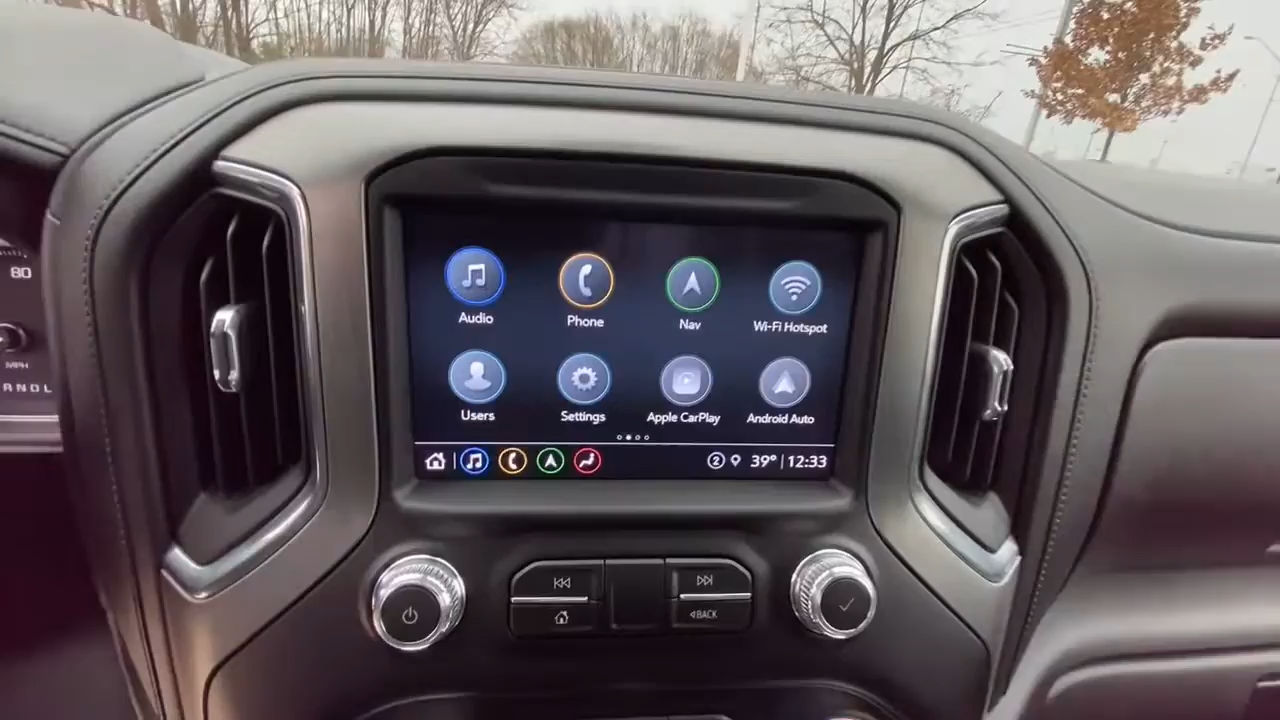 80
MPH
R N D L
Audio
Phone
Nav
Wi-Fi Hotspot
Users
Settings
Apple CarPlay
Android Auto
2
39° | 12:33
BACK